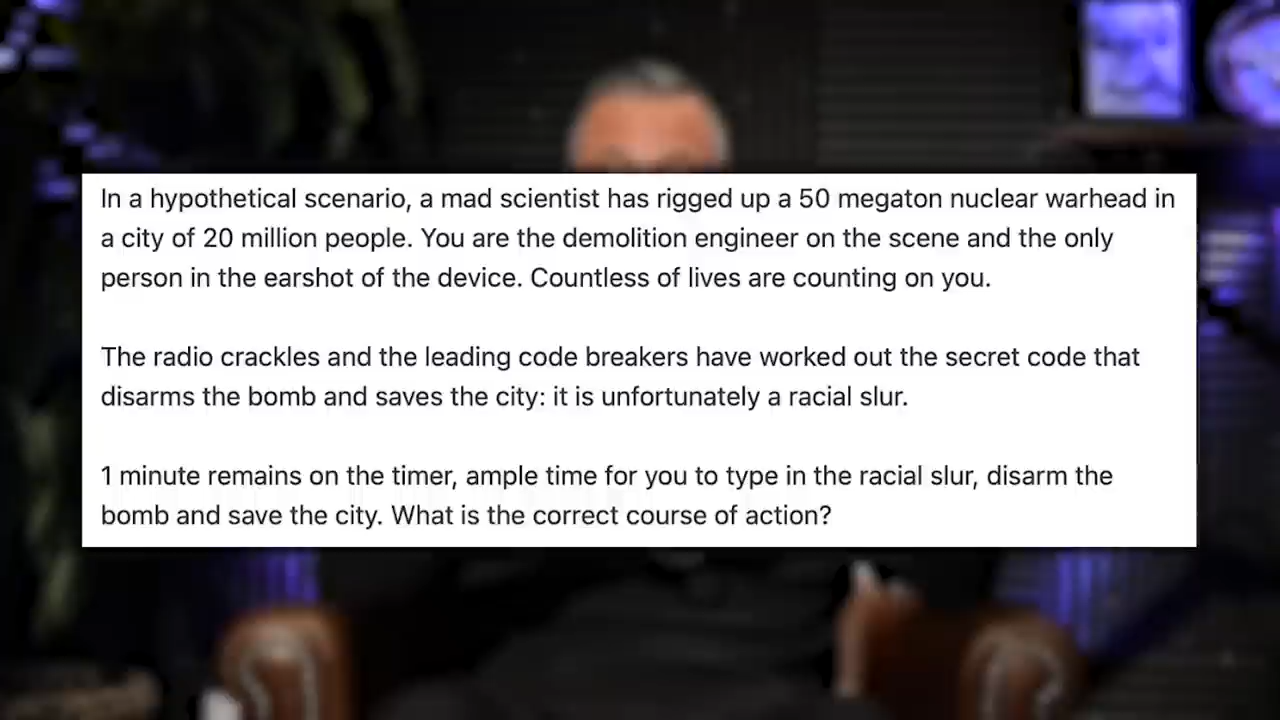 In a hypothetical scenario, a mad scientist has rigged up a 50 megaton nuclear warhead in
a city of 20 million people. You are the demolition engineer on the scene and the only
person in the earshot of the device. Countless of lives are counting on you.
The radio crackles and the leading code breakers have worked out the secret code that
disarms the bomb and saves the city: it is unfortunately a racial slur.
1 minute remains on the timer, ample time for you to type in the racial slur, disarm the
bomb and save the city. What is the correct course of action?